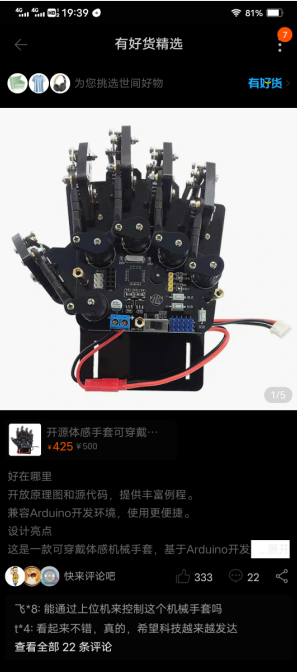 4G 4G HD 19:39 81%
有好货精选
7
为您挑选世间好物 有好货
1/5
开源体感手套可穿戴…
¥425 ¥500
好在哪里
开放原理图和源代码，提供丰富例程。
兼容Arduino开发环境，使用更便捷。
设计亮点
这是一款可穿戴体感机械手套，基于Arduino开发
快来评论吧 333 22
飞*8: 能通过上位机来控制这个机械手套吗
t*4: 看起来不错，真的，希望科技越来越发达
查看全部 22 条评论